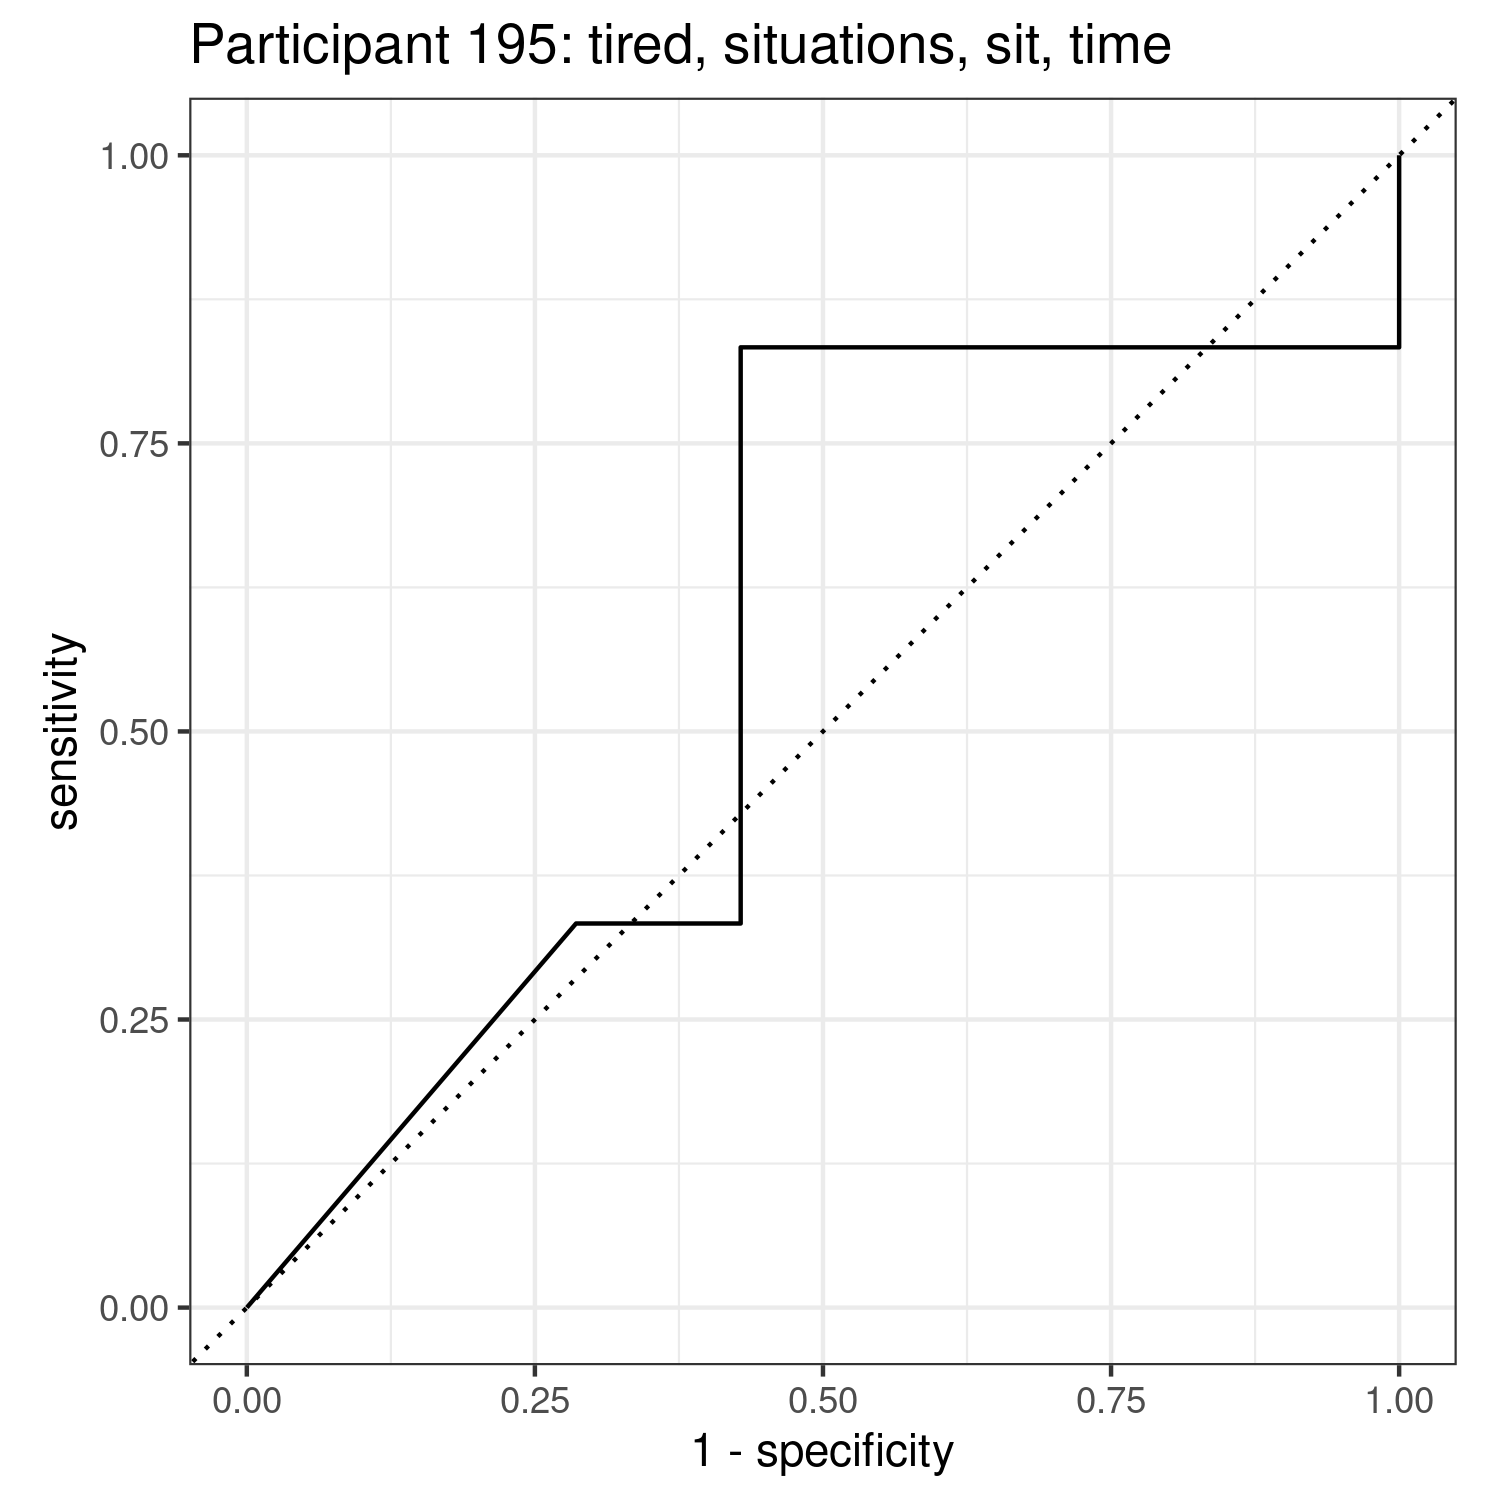 Participant 195: tired, situations, sit, time
1.00
0.75
0.50
0.25
0.00
sensitivity
0.00 0.25 0.50 0.75 1.00
1 - specificity